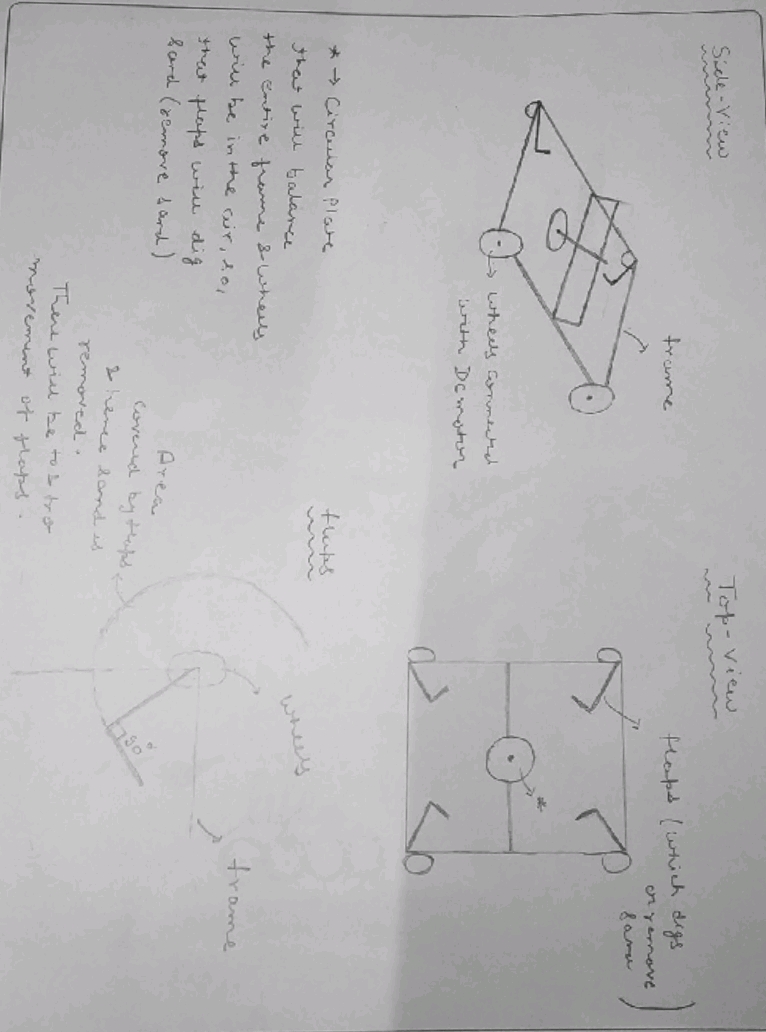 Side-View
Top-View
frame
flaps (which digs
or remove
sand)
wheels connected
with DC motor
*
* → Circular Plate
that will balance
the entire frame & wheels
will be in the air, so,
that flaps will dig
sand (remove sand)
flaps
wheels
frame
90°
Area
covered by flaps
& hence sand is
removed.
There will be to & fro
movement of flaps.